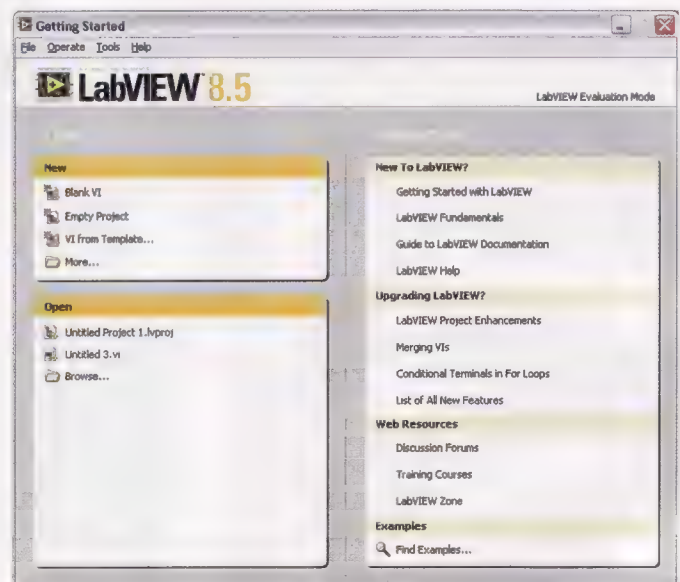 Getting Started
File Operate Tools Help
LabVIEW 8.5
LabVIEW Evaluation Mode
New
Blank VI
Empty Project
VI from Template...
More...
Open
Untitled Project 1.lvproj
Untitled 3.vi
Browse...
New To LabVIEW?
Getting Started with LabVIEW
LabVIEW Fundamentals
Guide to LabVIEW Documentation
LabVIEW Help
Upgrading LabVIEW?
LabVIEW Project Enhancements
Merging VIs
Conditional Terminals in For Loops
List of All New Features
Web Resources
Discussion Forums
Training Courses
LabVIEW Zone
Examples
Find Examples...